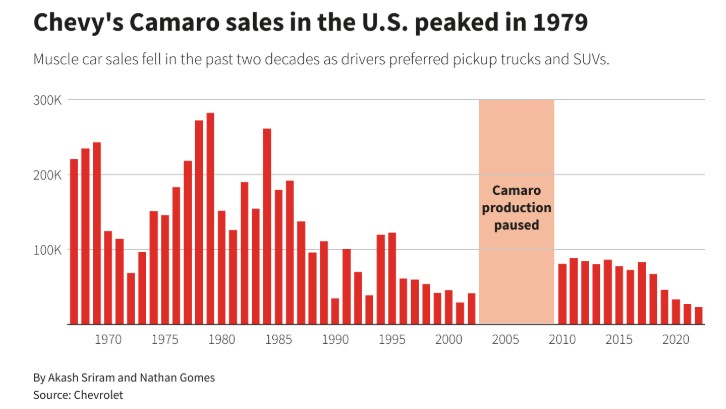 Chevy's Camaro sales in the U.S. peaked in 1979
Muscle car sales fell in the past two decades as drivers preferred pickup trucks and SUVs.
300K
200K
100K
Camaro
production
paused
1970 1975 1980 1985 1990 1995 2000 2005 2010 2015 2020
By Akash Sriram and Nathan Gomes
Source: Chevrolet